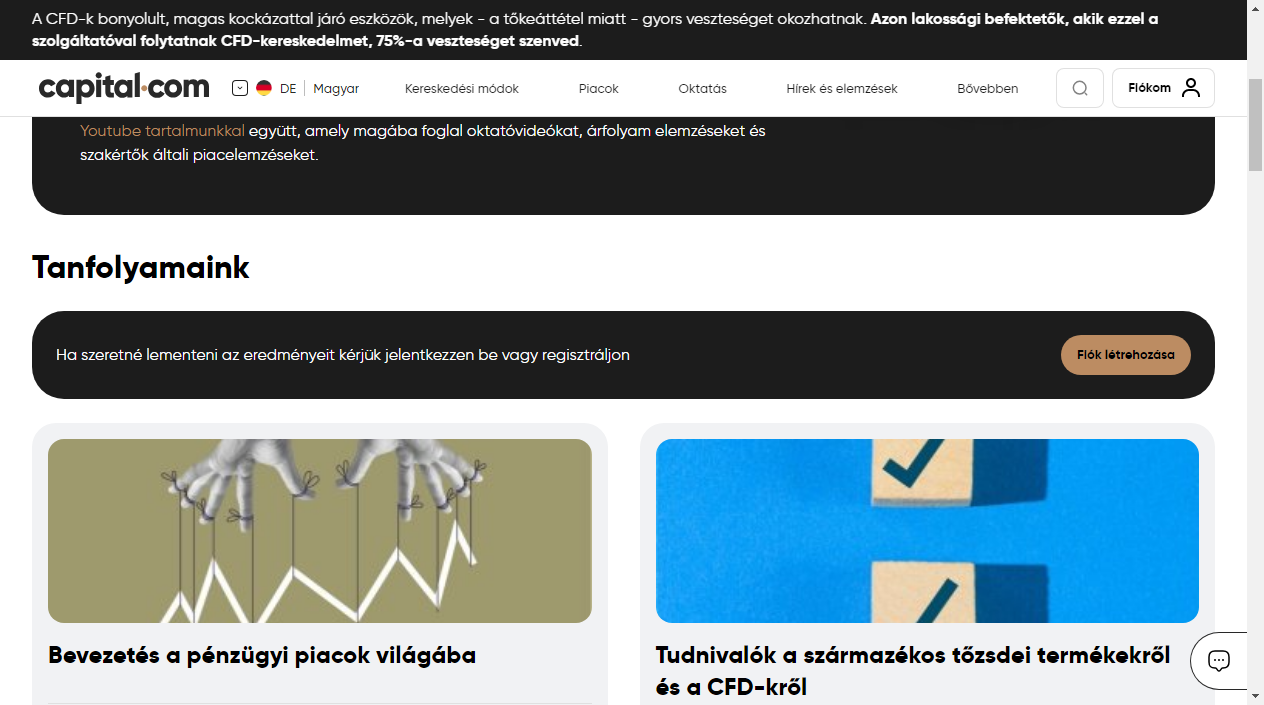 A CFD-k bonyolult, magas kockázattal járó eszközök, melyek - a tőkeáttétel miatt - gyors veszteséget okozhatnak. Azon lakossági befektetők, akik ezzel a
szolgáltatóval folytatnak CFD-kereskedelmet, 75%-a veszteséget szenved.
capital.com DE Magyar Kereskedési módok Piacok Oktatás Hírek és elemzések Bővebben Fiókom
Youtube tartalmunkkal együtt, amely magába foglal oktatóvideókat, árfolyam elemzéseket és
szakértők általi piacelemzéseket.
Tanfolyamaink
Ha szeretné lementeni az eredményeit kérjük jelentkezzen be vagy regisztráljon
Fiók létrehozása
Bevezetés a pénzügyi piacok világába
Tudnivalók a származékos tőzsdei termékekről
és a CFD-kről